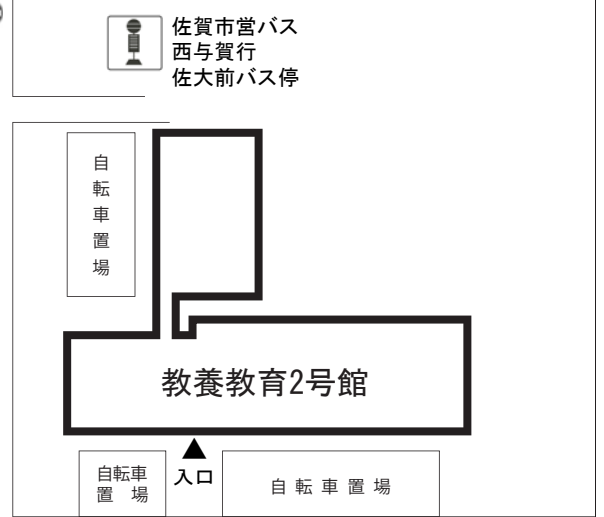 佐賀市営バス
西与賀行
佐大前バス停
自転車置場
教養教育2号館
自転車
置場
入口
自転車置場